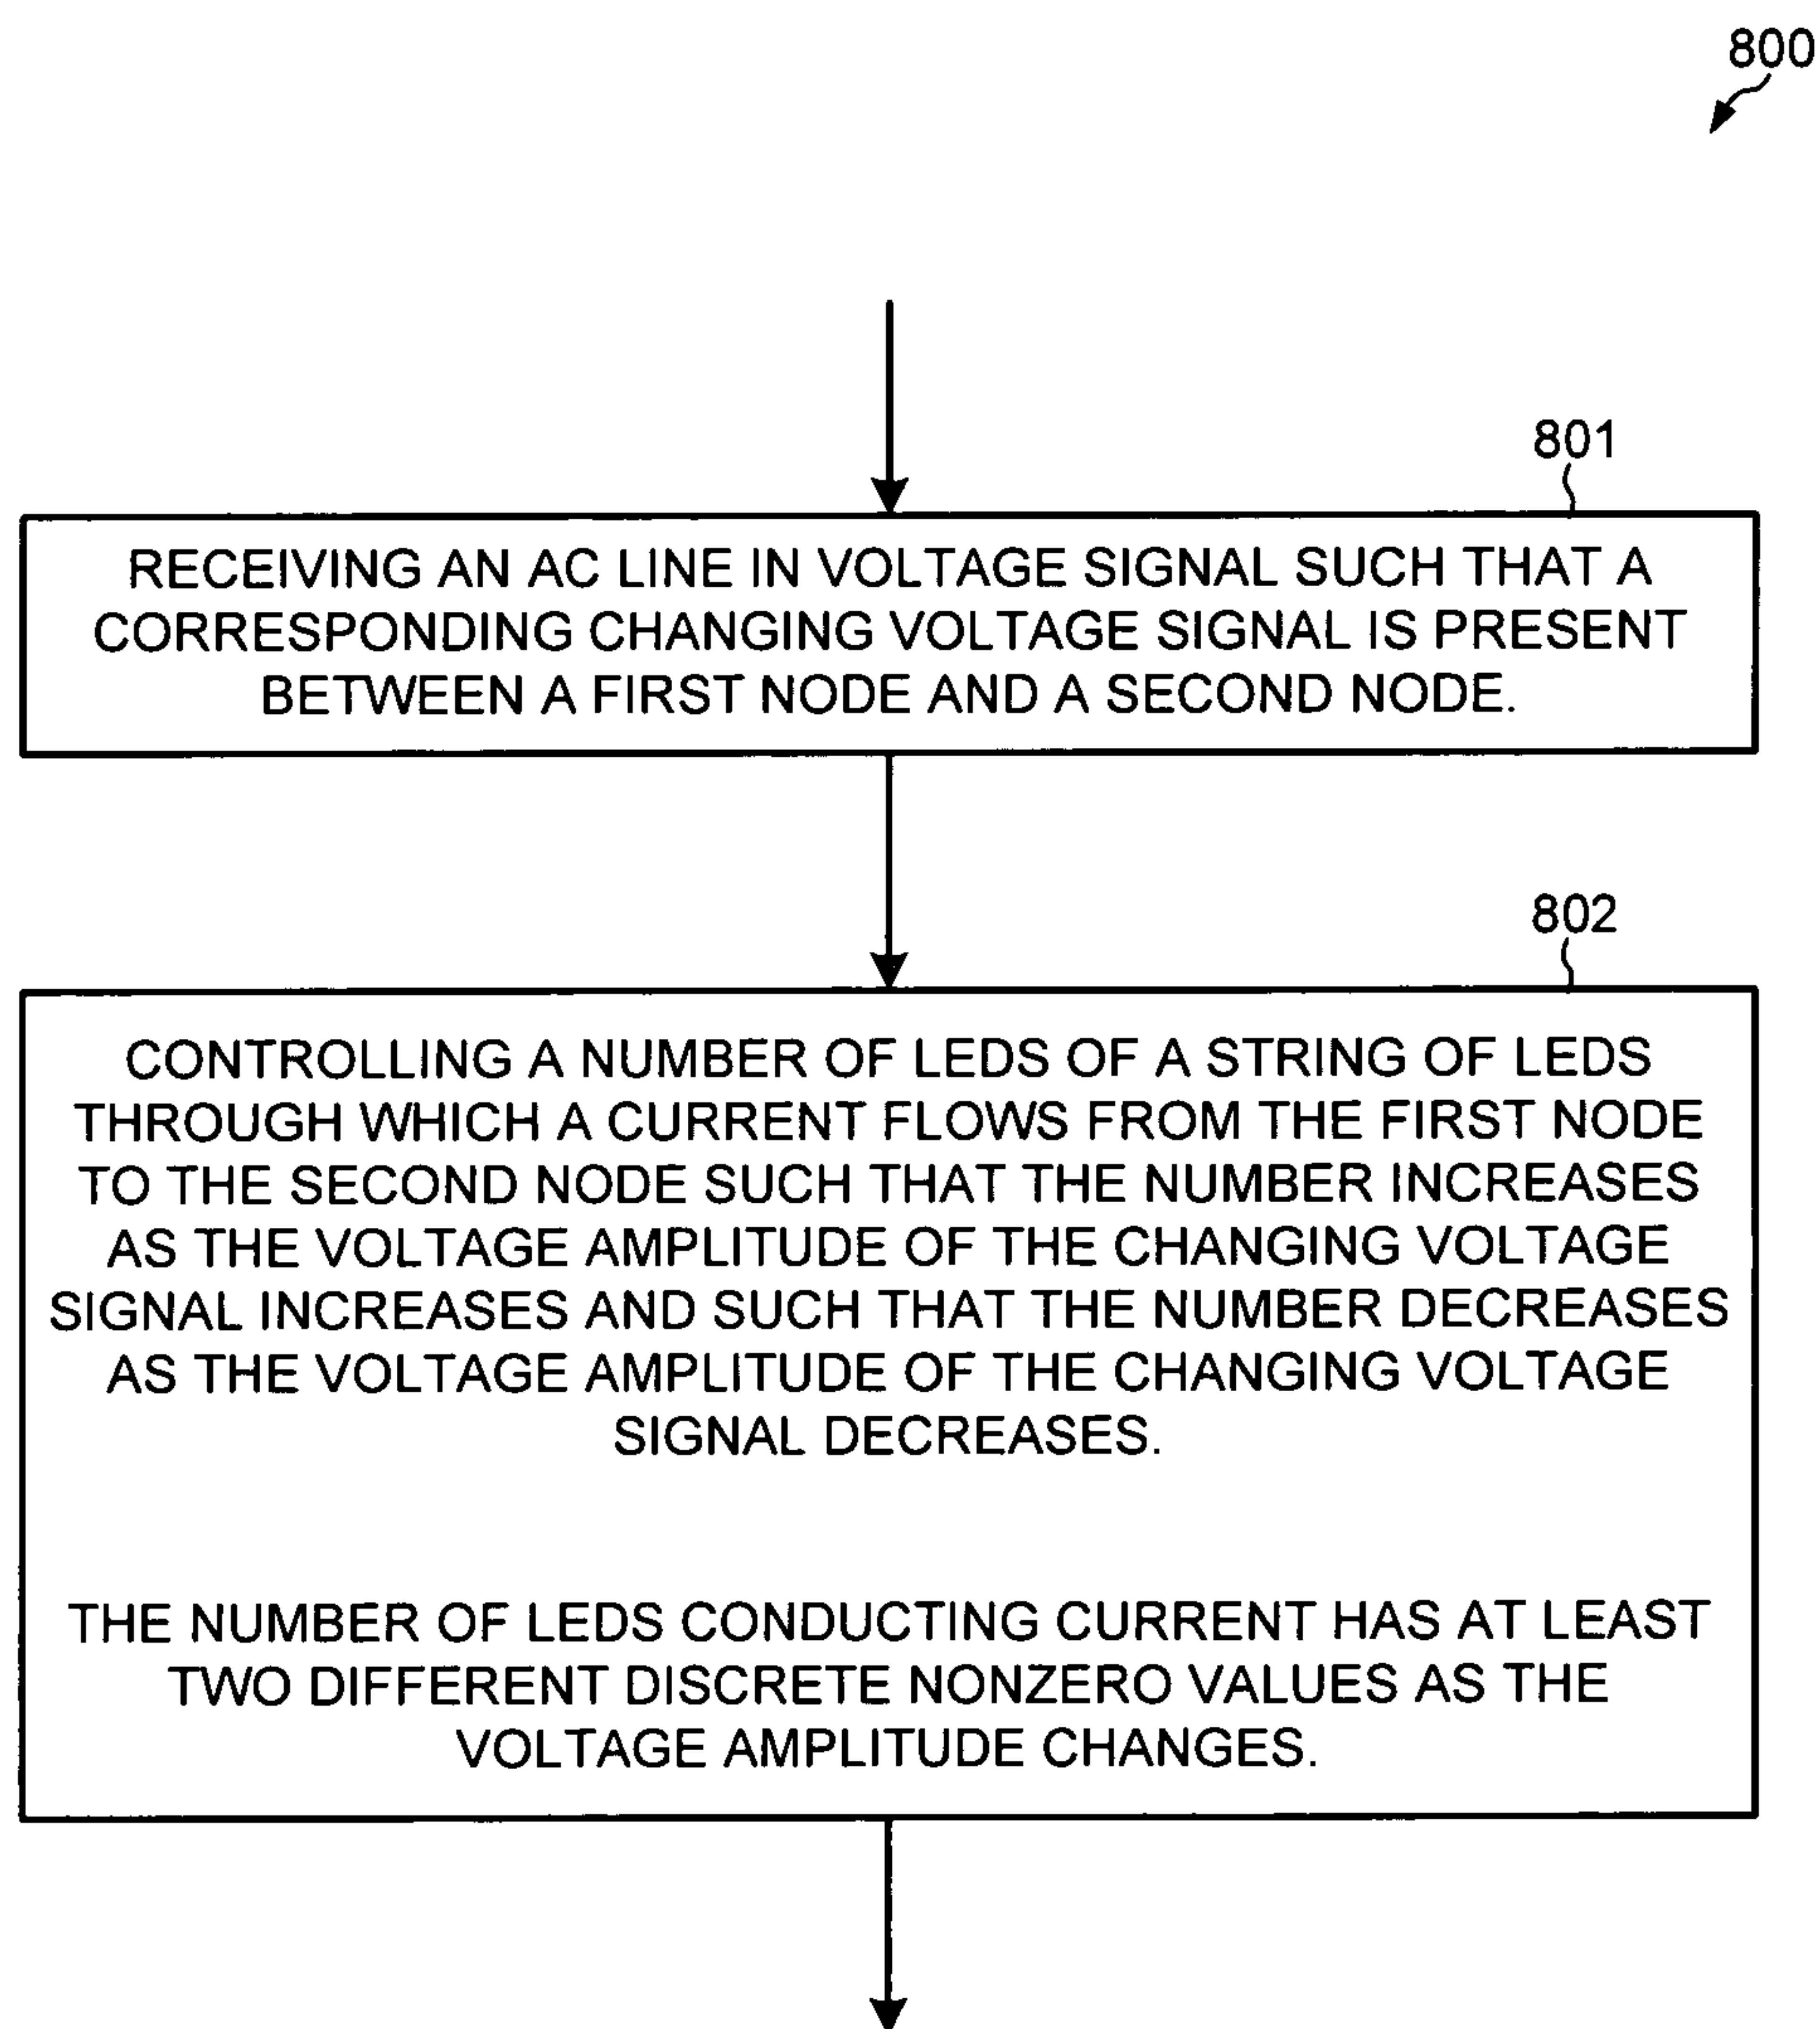 800
801
RECEIVING AN AC LINE IN VOLTAGE SIGNAL SUCH THAT A
CORRESPONDING CHANGING VOLTAGE SIGNAL IS PRESENT
BETWEEN A FIRST NODE AND A SECOND NODE.
802
CONTROLLING A NUMBER OF LEDS OF A STRING OF LEDS
THROUGH WHICH A CURRENT FLOWS FROM THE FIRST NODE
TO THE SECOND NODE SUCH THAT THE NUMBER INCREASES
AS THE VOLTAGE AMPLITUDE OF THE CHANGING VOLTAGE
SIGNAL INCREASES AND SUCH THAT THE NUMBER DECREASES
AS THE VOLTAGE AMPLITUDE OF THE CHANGING VOLTAGE
SIGNAL DECREASES.
THE NUMBER OF LEDS CONDUCTING CURRENT HAS AT LEAST
TWO DIFFERENT DISCRETE NONZERO VALUES AS THE
VOLTAGE AMPLITUDE CHANGES.